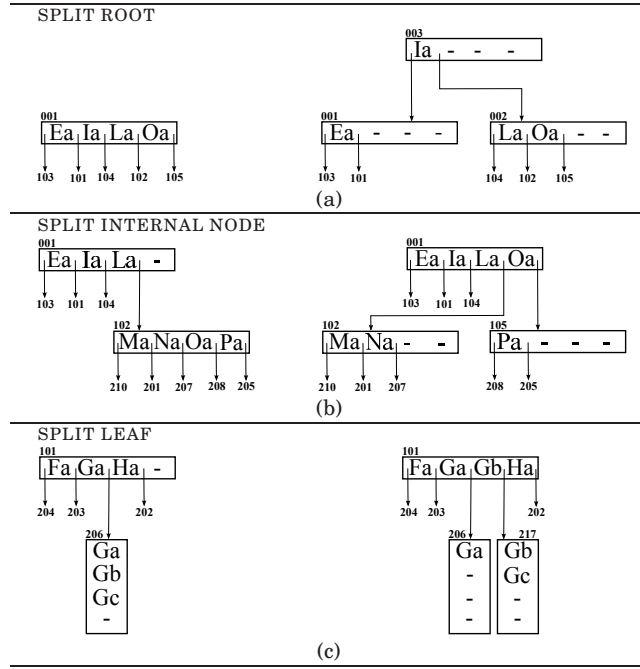 SPLIT ROOT
003
Ia - - -
001
Ea Ia La Oa
001
Ea - - -
002
La Oa - -
103 101 104 102 105
103 101
104 102 105
(a)
SPLIT INTERNAL NODE
001
Ea Ia La -
001
Ea Ia La Oa
103 101 104
103 101 104
102
Ma Na Oa Pa
102
Ma Na - -
105
Pa - - -
210 201 207 208 205
210 201 207
208 205
(b)
SPLIT LEAF
101
Fa Ga Ha -
101
Fa Ga Gb Ha
204 203 202
204 203 202
206
Ga
Gb
Gc
-
206
Ga
-
-
-
217
Gb
Gc
-
-
(c)